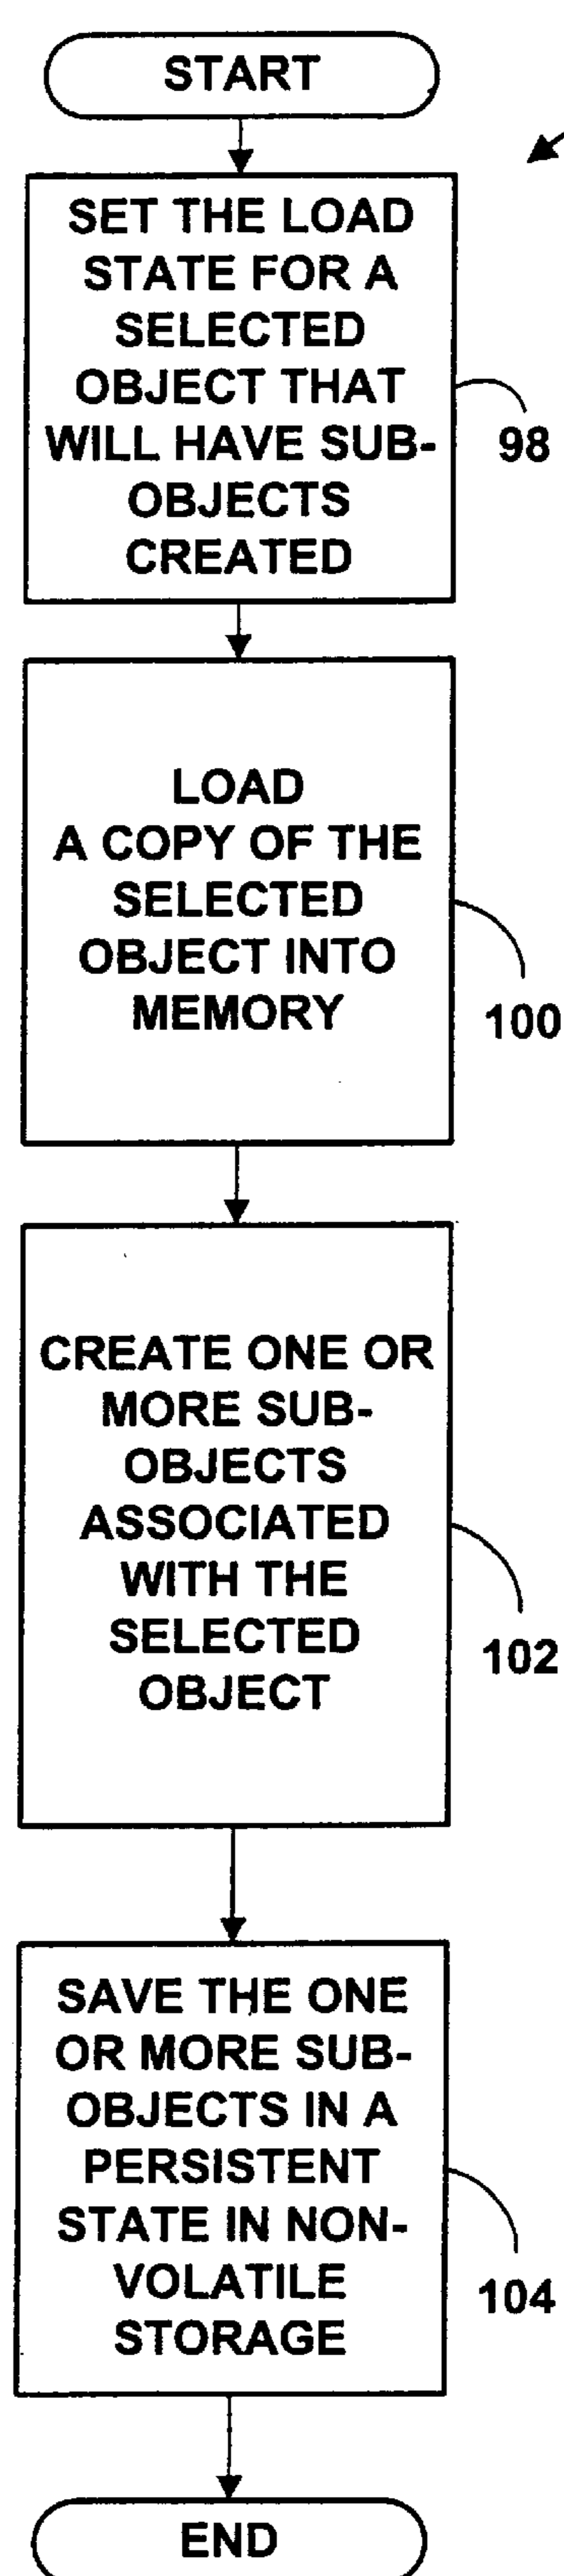 START
SET THE LOAD
STATE FOR A
SELECTED
OBJECT THAT
WILL HAVE SUB-
OBJECTS
CREATED
98
LOAD
A COPY OF THE
SELECTED
OBJECT INTO
MEMORY
100
CREATE ONE OR
MORE SUB-
OBJECTS
ASSOCIATED
WITH THE
SELECTED
OBJECT
102
SAVE THE ONE
OR MORE SUB-
OBJECTS IN A
PERSISTENT
STATE IN NON-
VOLATILE
STORAGE
104
END